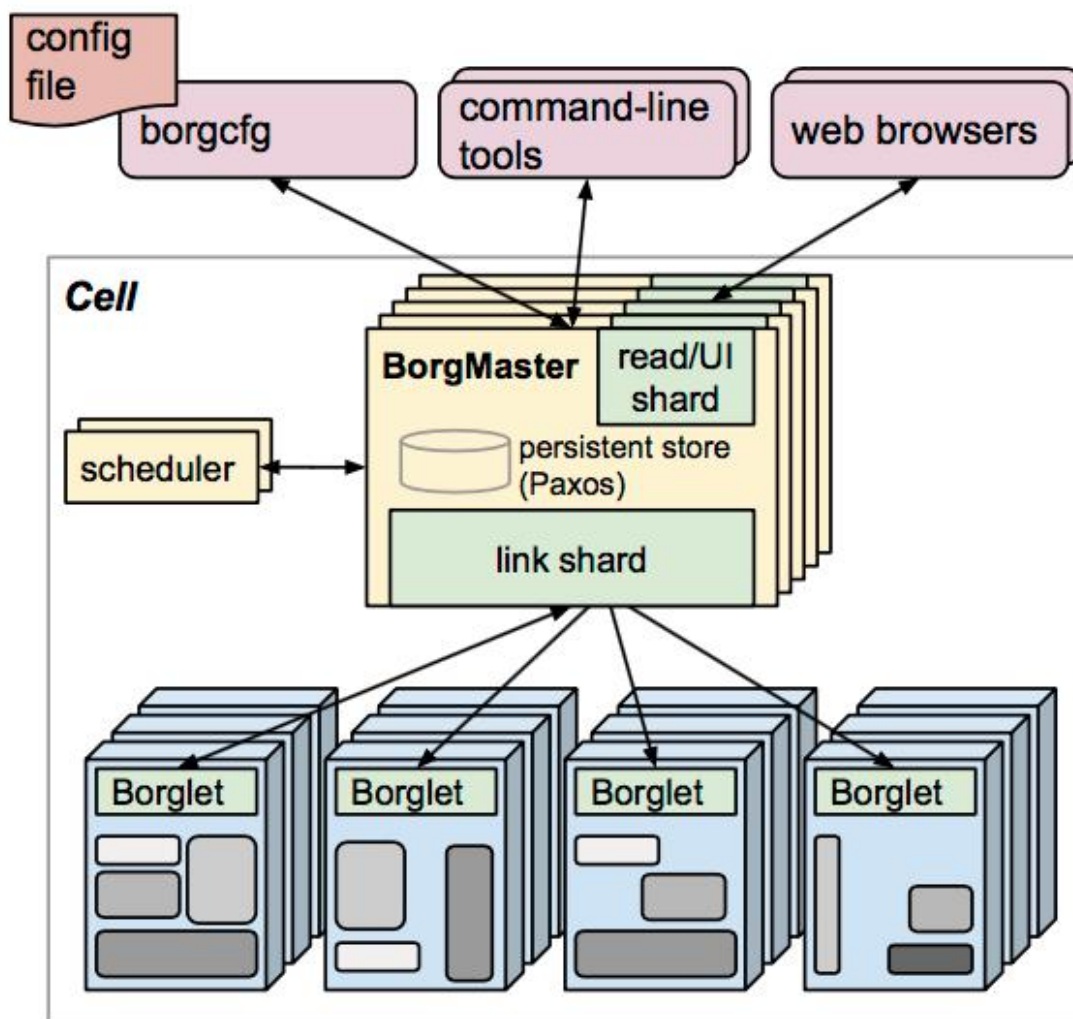 config
file
borgcfg
command-line
tools
web browsers
Cell
BorgMaster
read/UI
shard
persistent store
(Paxos)
scheduler
link shard
Borglet
Borglet
Borglet
Borglet